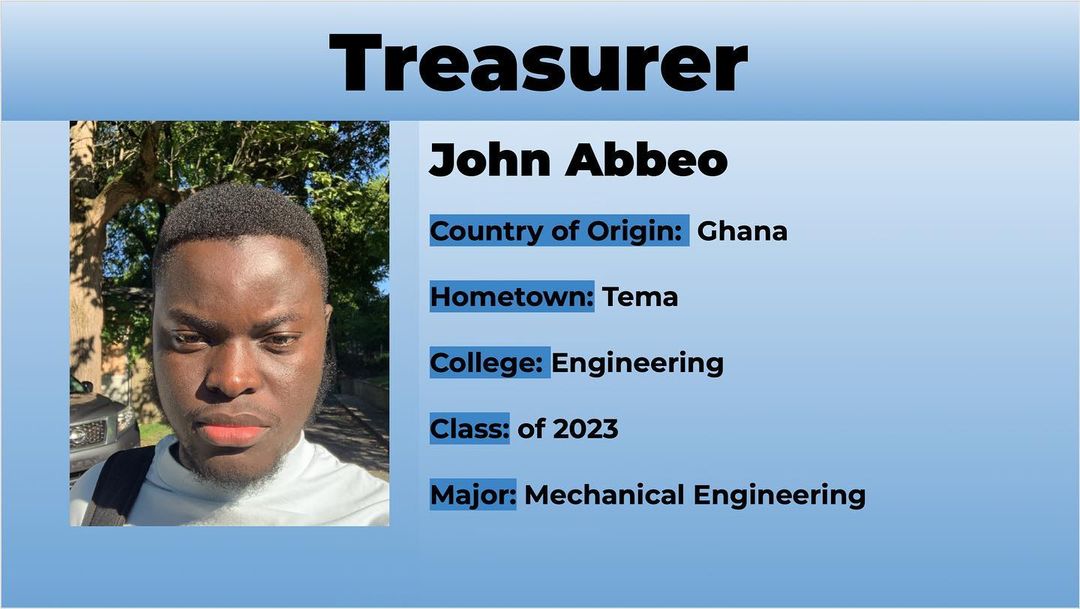 Treasurer
John Abbeo
Country of Origin: Ghana
Hometown: Tema
College: Engineering
Class: of 2023
Major: Mechanical Engineering